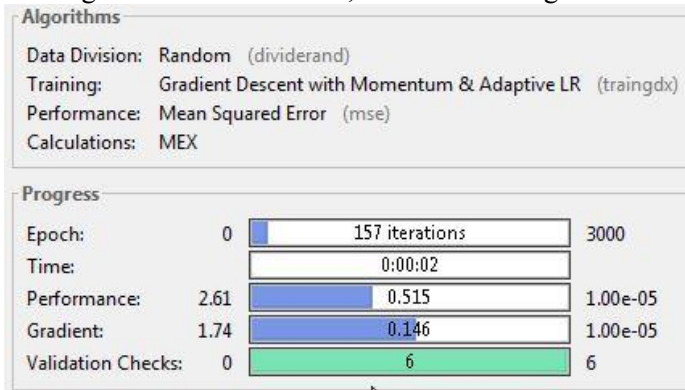 Algorithms
Data Division: Random (dividerand)
Training: Gradient Descent with Momentum & Adaptive LR (traingdx)
Performance: Mean Squared Error (mse)
Calculations: MEX
Progress
Epoch: 0 157 iterations 3000
Time: 0:00:02
Performance: 2.61 0.515 1.00e-05
Gradient: 1.74 0.146 1.00e-05
Validation Checks: 0 6 6